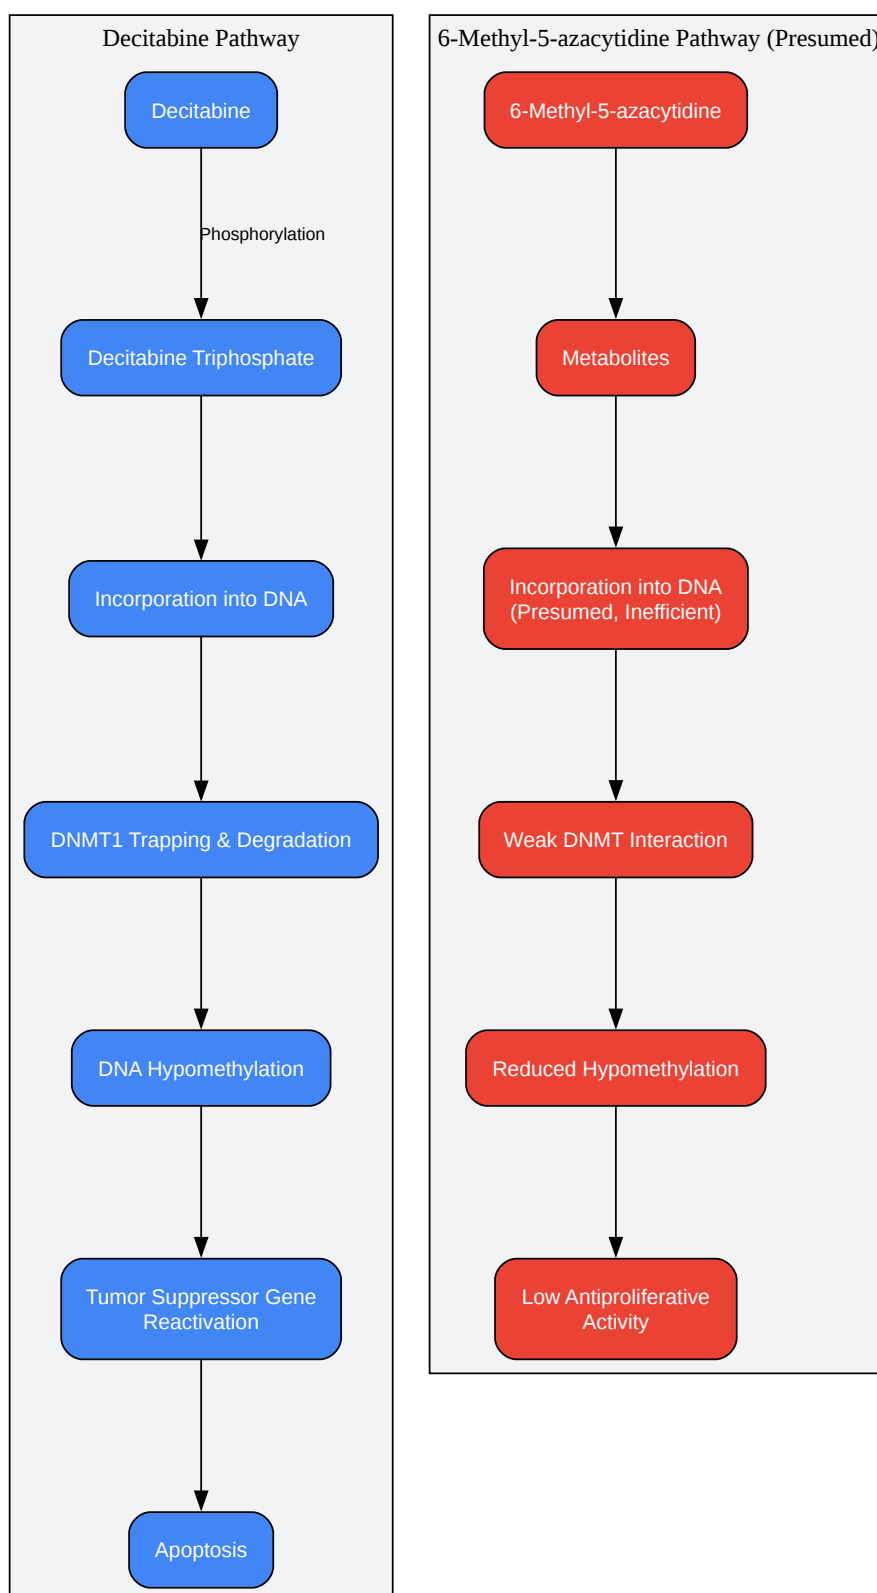 Decitabine Pathway
Decitabine
Phosphorylation
Decitabine Triphosphate
Incorporation into DNA
DNMT1 Trapping & Degradation
DNA Hypomethylation
Tumor Suppressor Gene
Reactivation
Apoptosis
6-Methyl-5-azacytidine Pathway (Presumed)
6-Methyl-5-azacytidine
Metabolites
Incorporation into DNA
(Presumed, Inefficient)
Weak DNMT Interaction
Reduced Hypomethylation
Low Antiproliferative
Activity